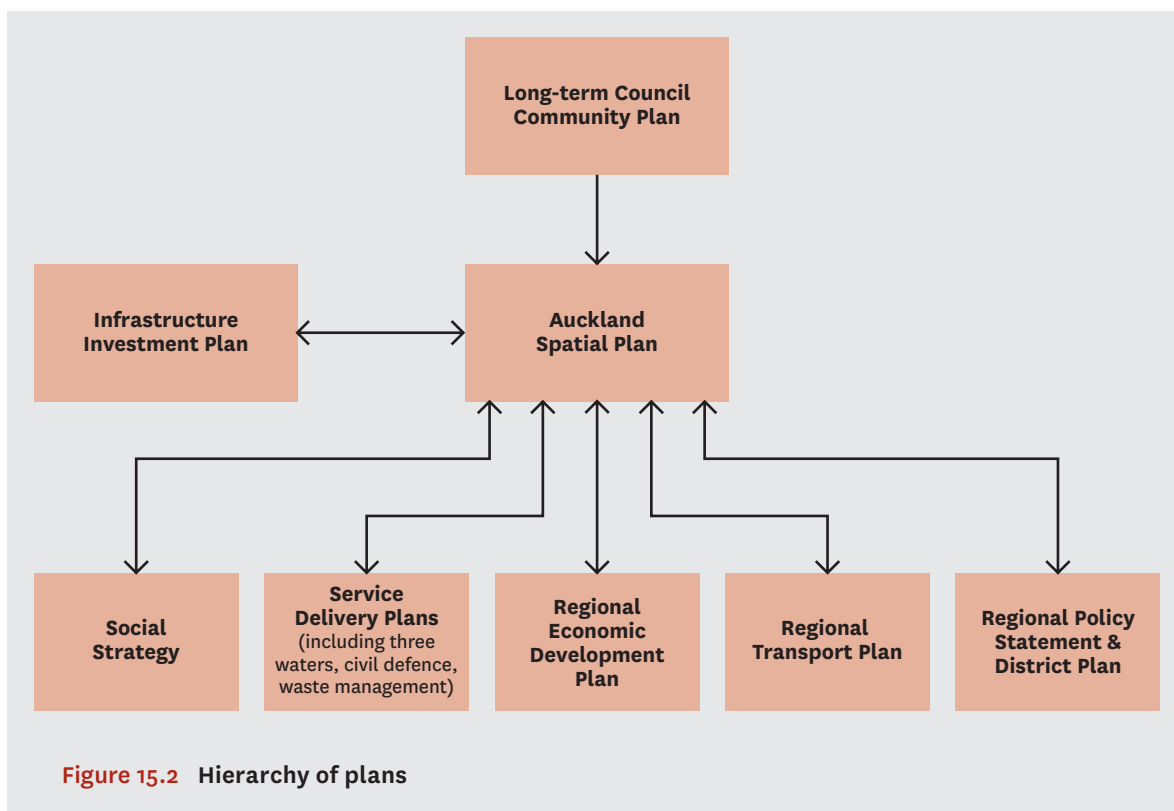 Long-term Council
Community Plan
Infrastructure
Investment Plan
Auckland
Spatial Plan
Social
Strategy
Service
Delivery Plans
(including three
waters, civil defence,
waste management)
Regional
Economic
Development
Plan
Regional
Transport Plan
Regional Policy
Statement &
District Plan
Figure 15.2 Hierarchy of plans